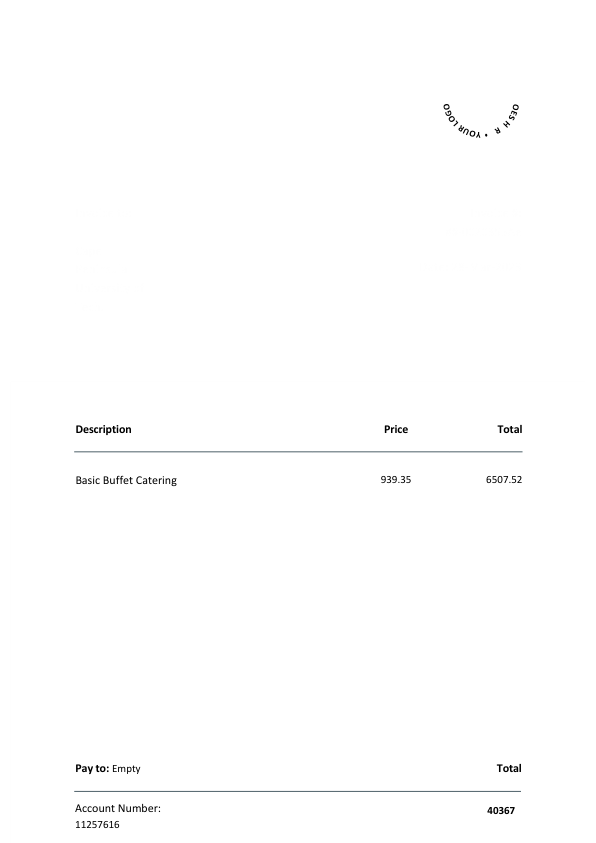 YOUR LOGO • 
Description Price Total
Basic Buffet Catering 939.35 6507.52
Pay to: Empty Total
Account Number: 40367
11257616